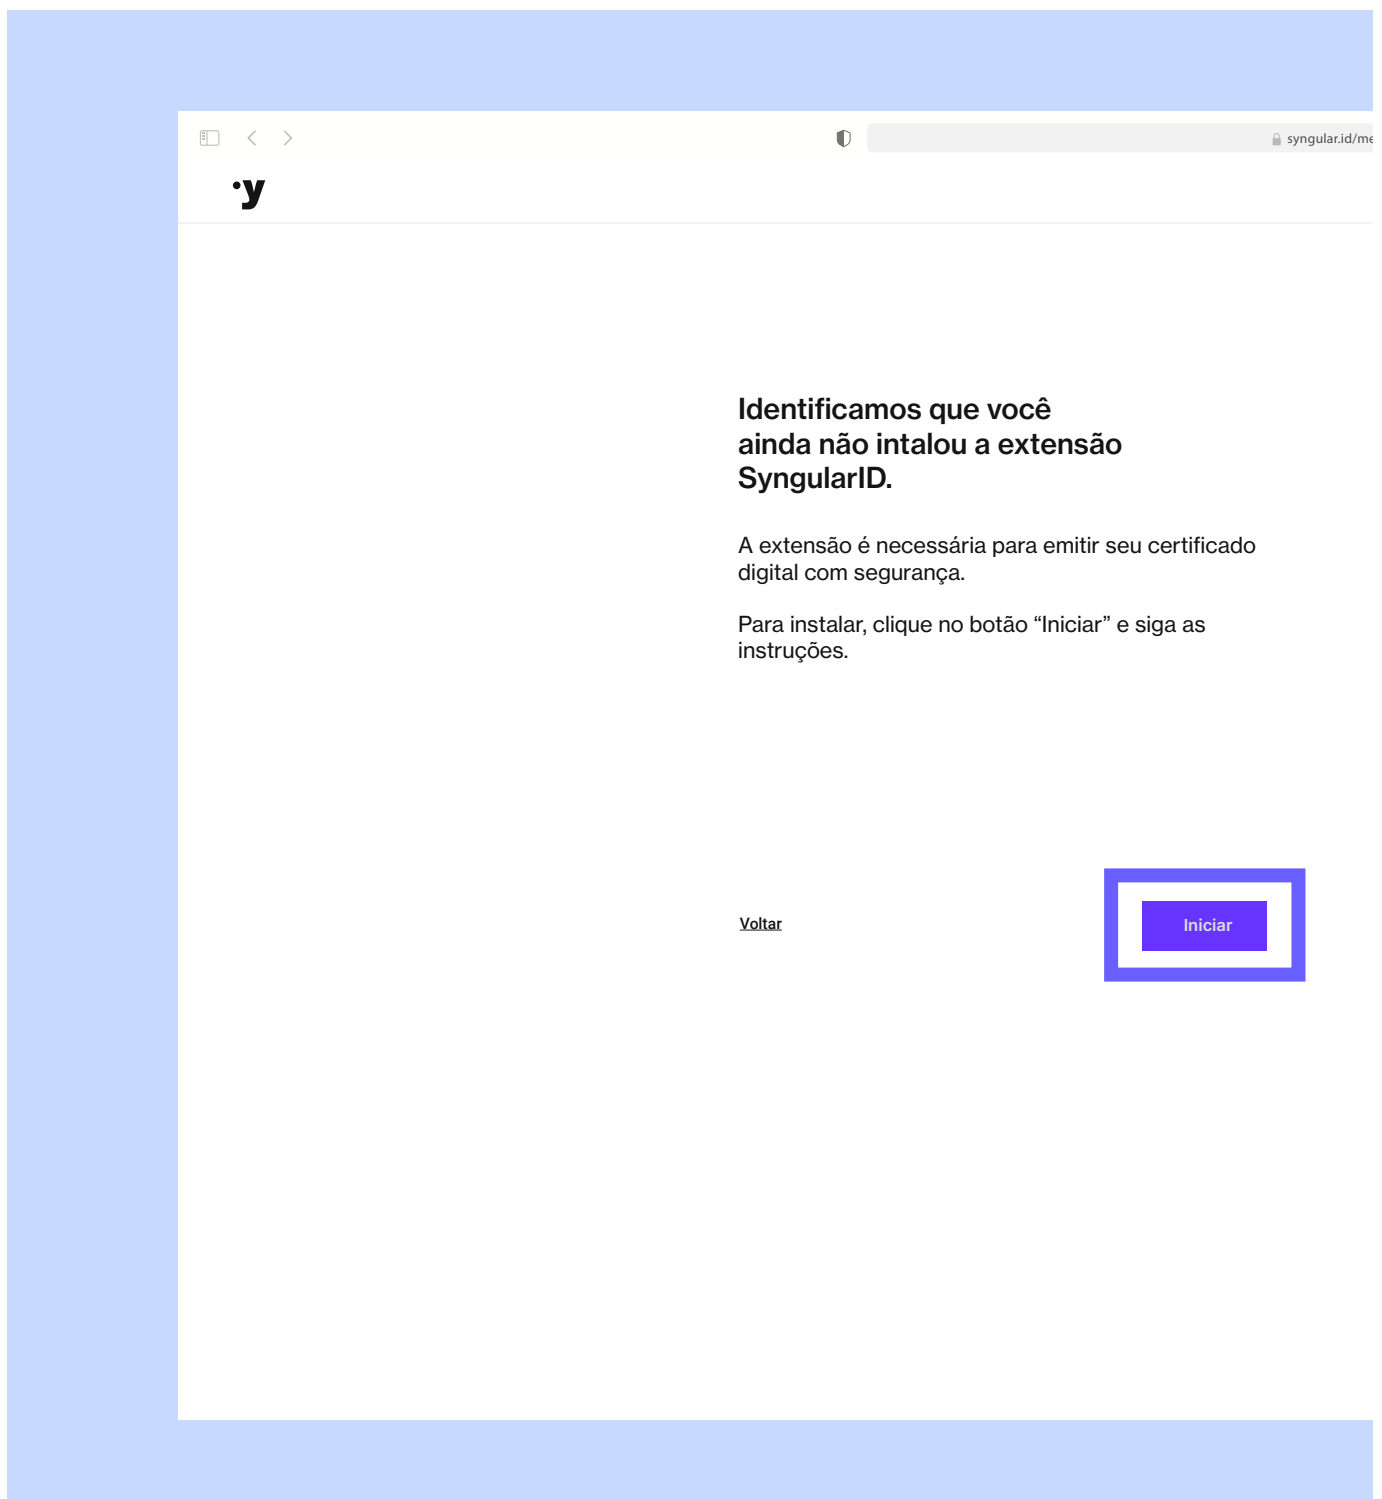 syngular.id/me
·y
Identificamos que você
ainda não intalou a extensão
SyngularID.
A extensão é necessária para emitir seu certificado
digital com segurança.
Para instalar, clique no botão “Iniciar” e siga as
instruções.
Voltar
Iniciar